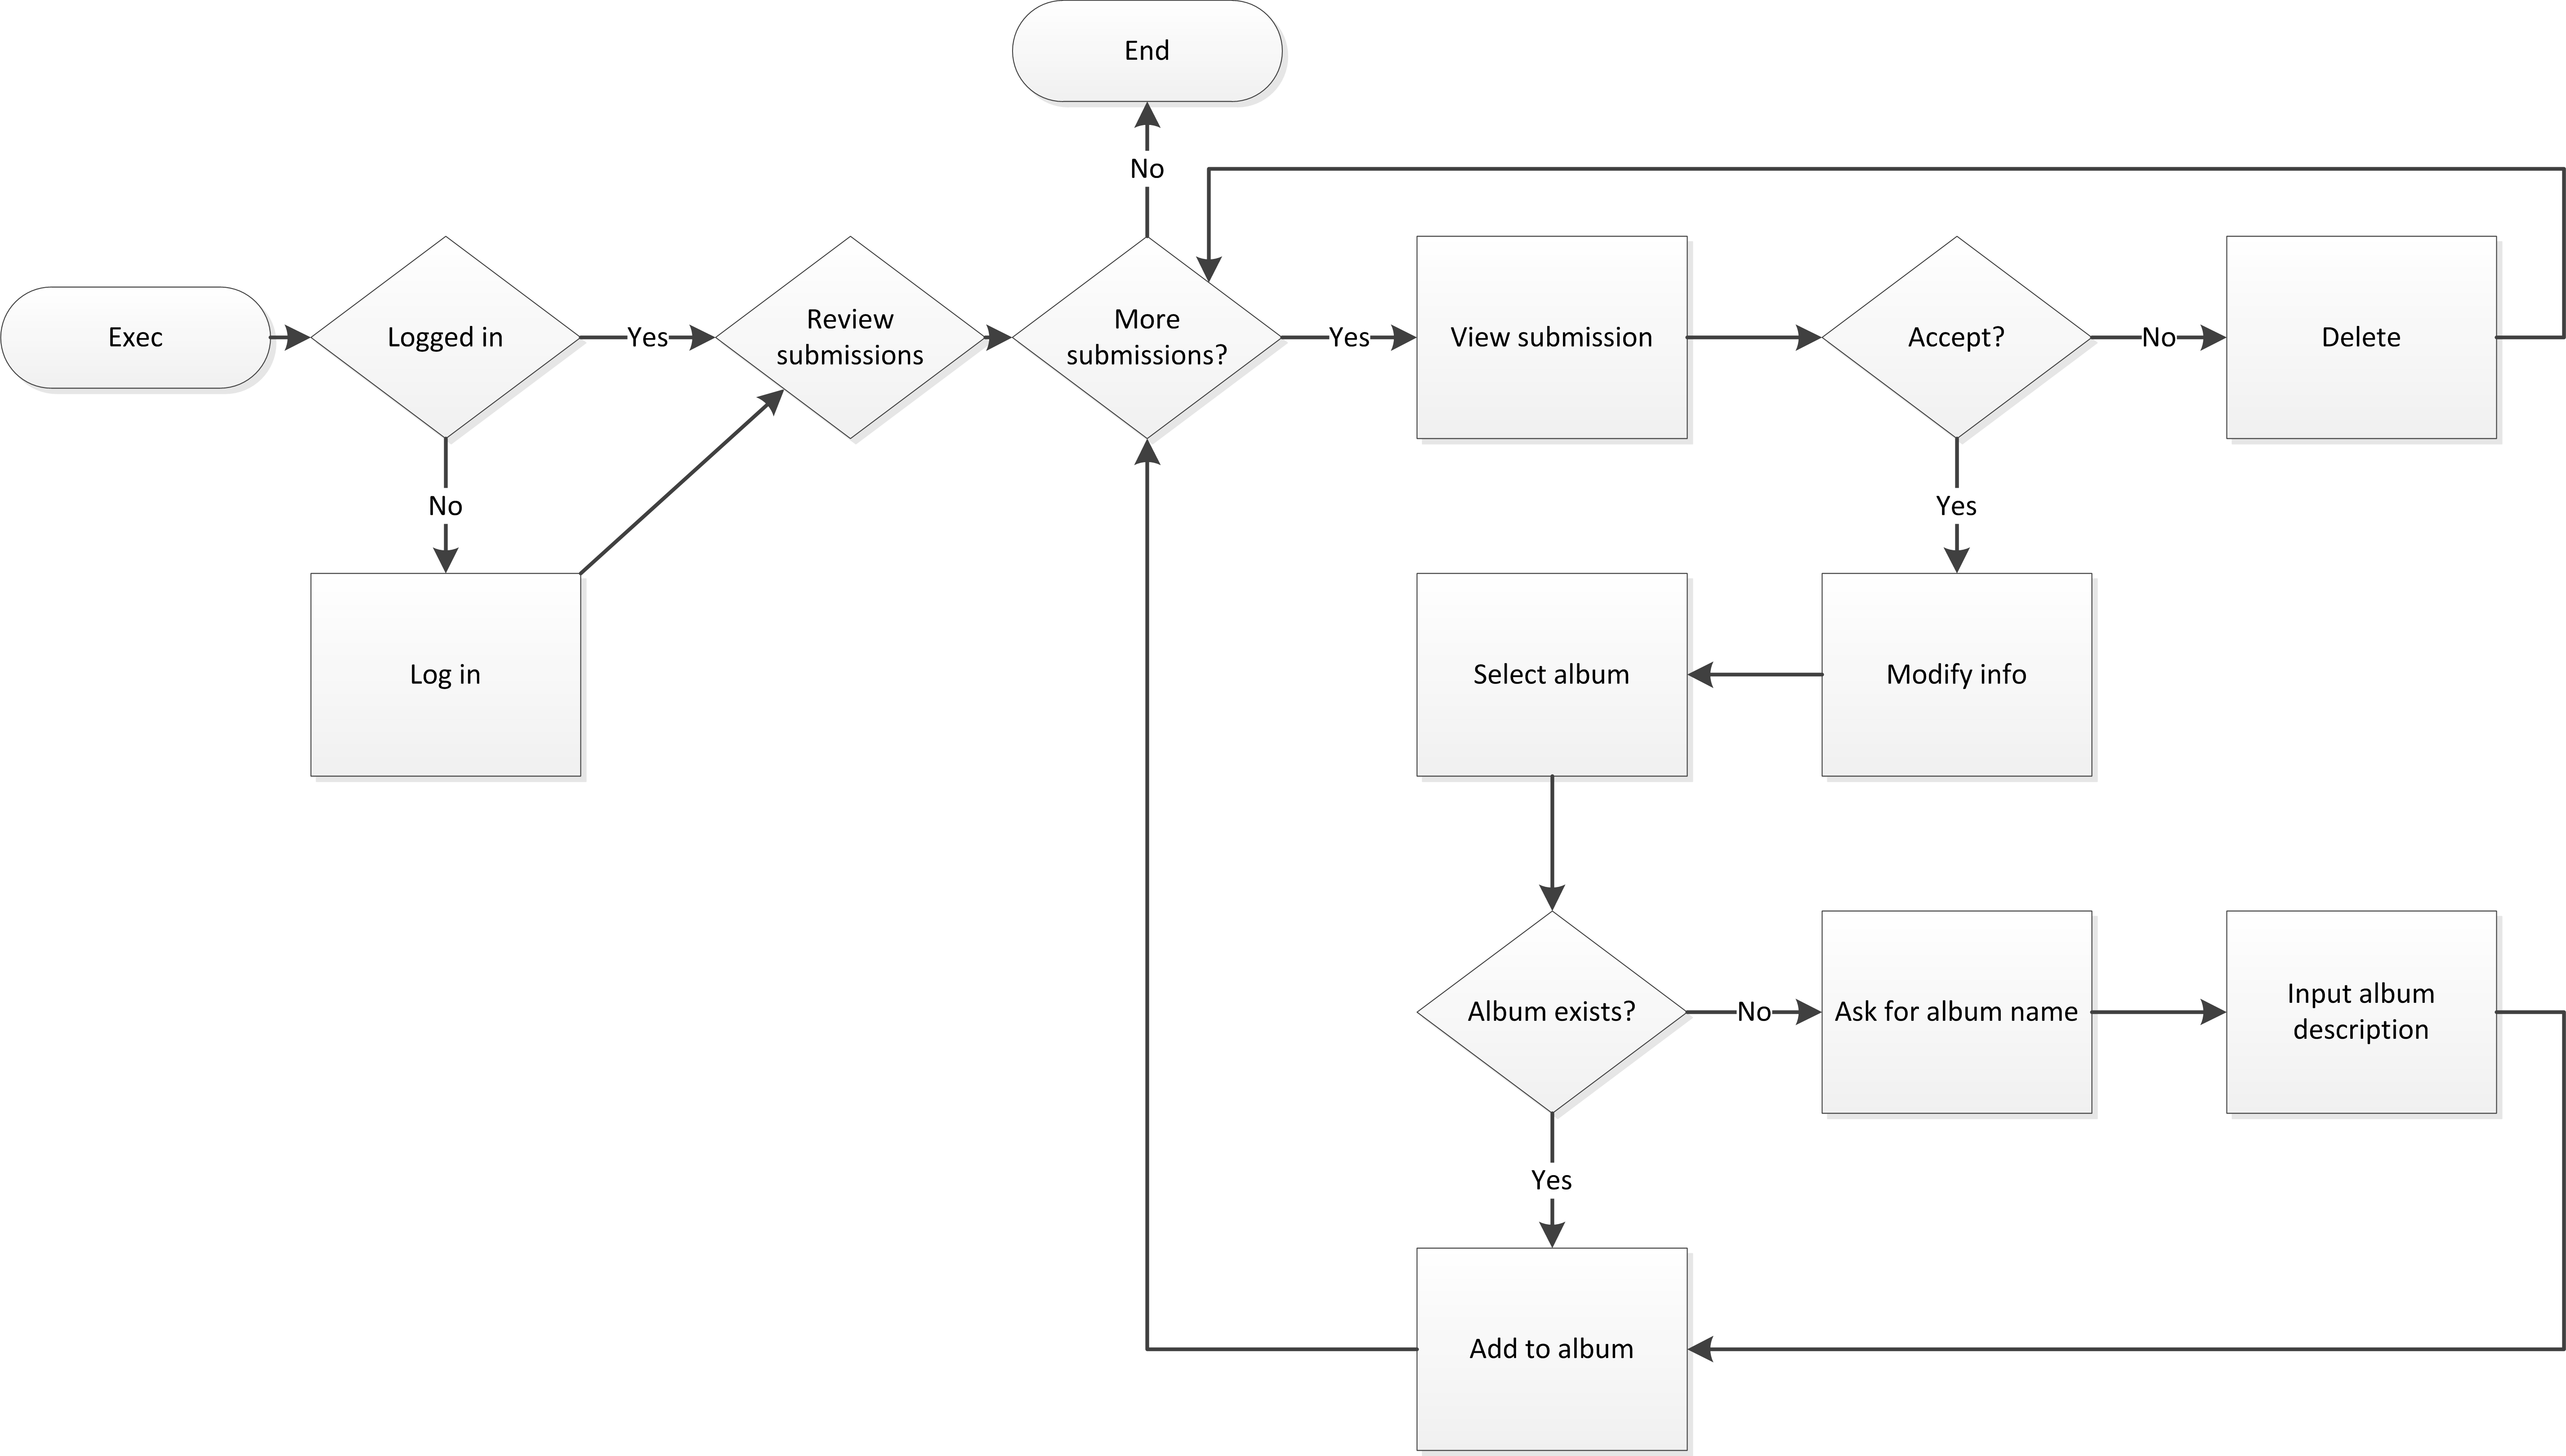 End
No
Exec
Logged in
Yes
Review
submissions
More
submissions?
Yes
View submission
Accept?
No
Delete
No
Yes
Log in
Select album
Modify info
Album exists?
No
Ask for album name
Input album
description
Yes
Add to album